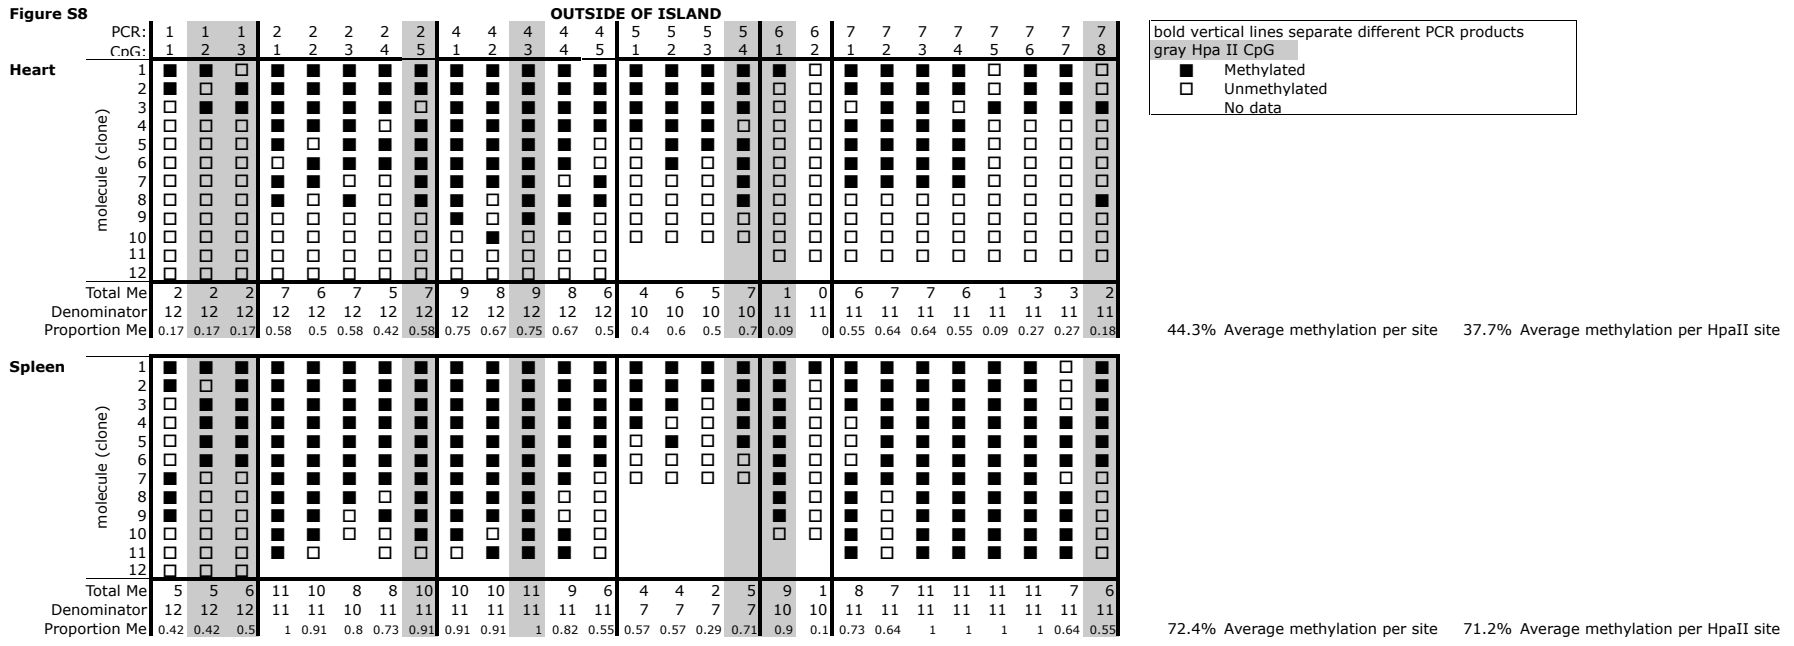 Figure S8
OUTSIDE OF ISLAND
PCR: 1 1 1 2 2 2 2 2 4 4 4 4 4 5 5 5 5 6 6 7 7 7 7 7 7 7 7
CpG: 1 2 3 1 2 3 4 5 1 2 3 4 5 1 2 3 4 1 2 1 2 3 4 5 6 7 8
bold vertical lines separate different PCR products
gray Hpa II CpG
Methylated
Unmethylated
No data
Heart
molecule (clone)
1
2
3
4
5
6
7
8
9
10
11
12
Total Me 2 2 2 7 6 7 5 7 9 8 9 8 6 4 6 5 7 1 0 6 7 7 6 1 3 3 2
Denominator 12 12 12 12 12 12 12 12 12 12 12 12 12 10 10 10 10 11 11 11 11 11 11 11 11 11 11
Proportion Me 0.17 0.17 0.17 0.58 0.5 0.58 0.42 0.58 0.75 0.67 0.75 0.67 0.5 0.4 0.6 0.5 0.7 0.09 0 0.55 0.64 0.64 0.55 0.09 0.27 0.27 0.18 44.3% Average methylation per site 37.7% Average methylation per HpaII site
Spleen
molecule (clone)
1
2
3
4
5
6
7
8
9
10
11
12
Total Me 5 5 6 11 10 8 8 10 10 10 11 9 6 4 4 2 5 9 1 8 7 11 11 11 11 7 6
Denominator 12 12 12 11 11 10 11 11 11 11 11 11 11 7 7 7 7 10 10 11 11 11 11 11 11 11 11
Proportion Me 0.42 0.42 0.5 1 0.91 0.8 0.73 0.91 0.91 0.91 1 0.82 0.55 0.57 0.57 0.29 0.71 0.9 0.1 0.73 0.64 1 1 1 1 0.64 0.55 72.4% Average methylation per site 71.2% Average methylation per HpaII site